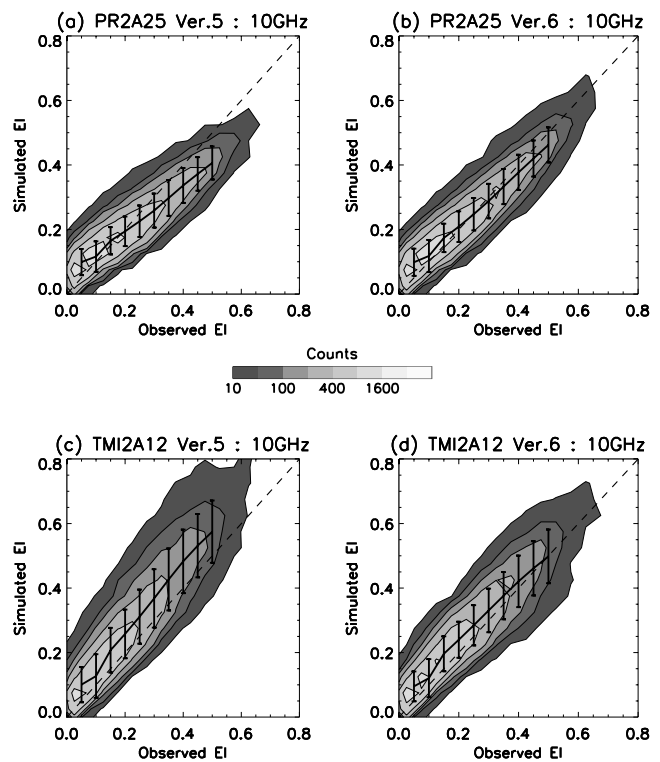 (a) PR2A25 Ver.5 : 10GHz
0.8
0.6
0.4
0.2
0.0
Simulated EI
0.0 0.2 0.4 0.6 0.8
Observed EI
(b) PR2A25 Ver.6 : 10GHz
0.8
0.6
0.4
0.2
0.0
Simulated EI
0.0 0.2 0.4 0.6 0.8
Observed EI
Counts
10 100 400 1600
(c) TMI2A12 Ver.5 : 10GHz
0.8
0.6
0.4
0.2
0.0
Simulated EI
0.0 0.2 0.4 0.6 0.8
Observed EI
(d) TMI2A12 Ver.6 : 10GHz
0.8
0.6
0.4
0.2
0.0
Simulated EI
0.0 0.2 0.4 0.6 0.8
Observed EI